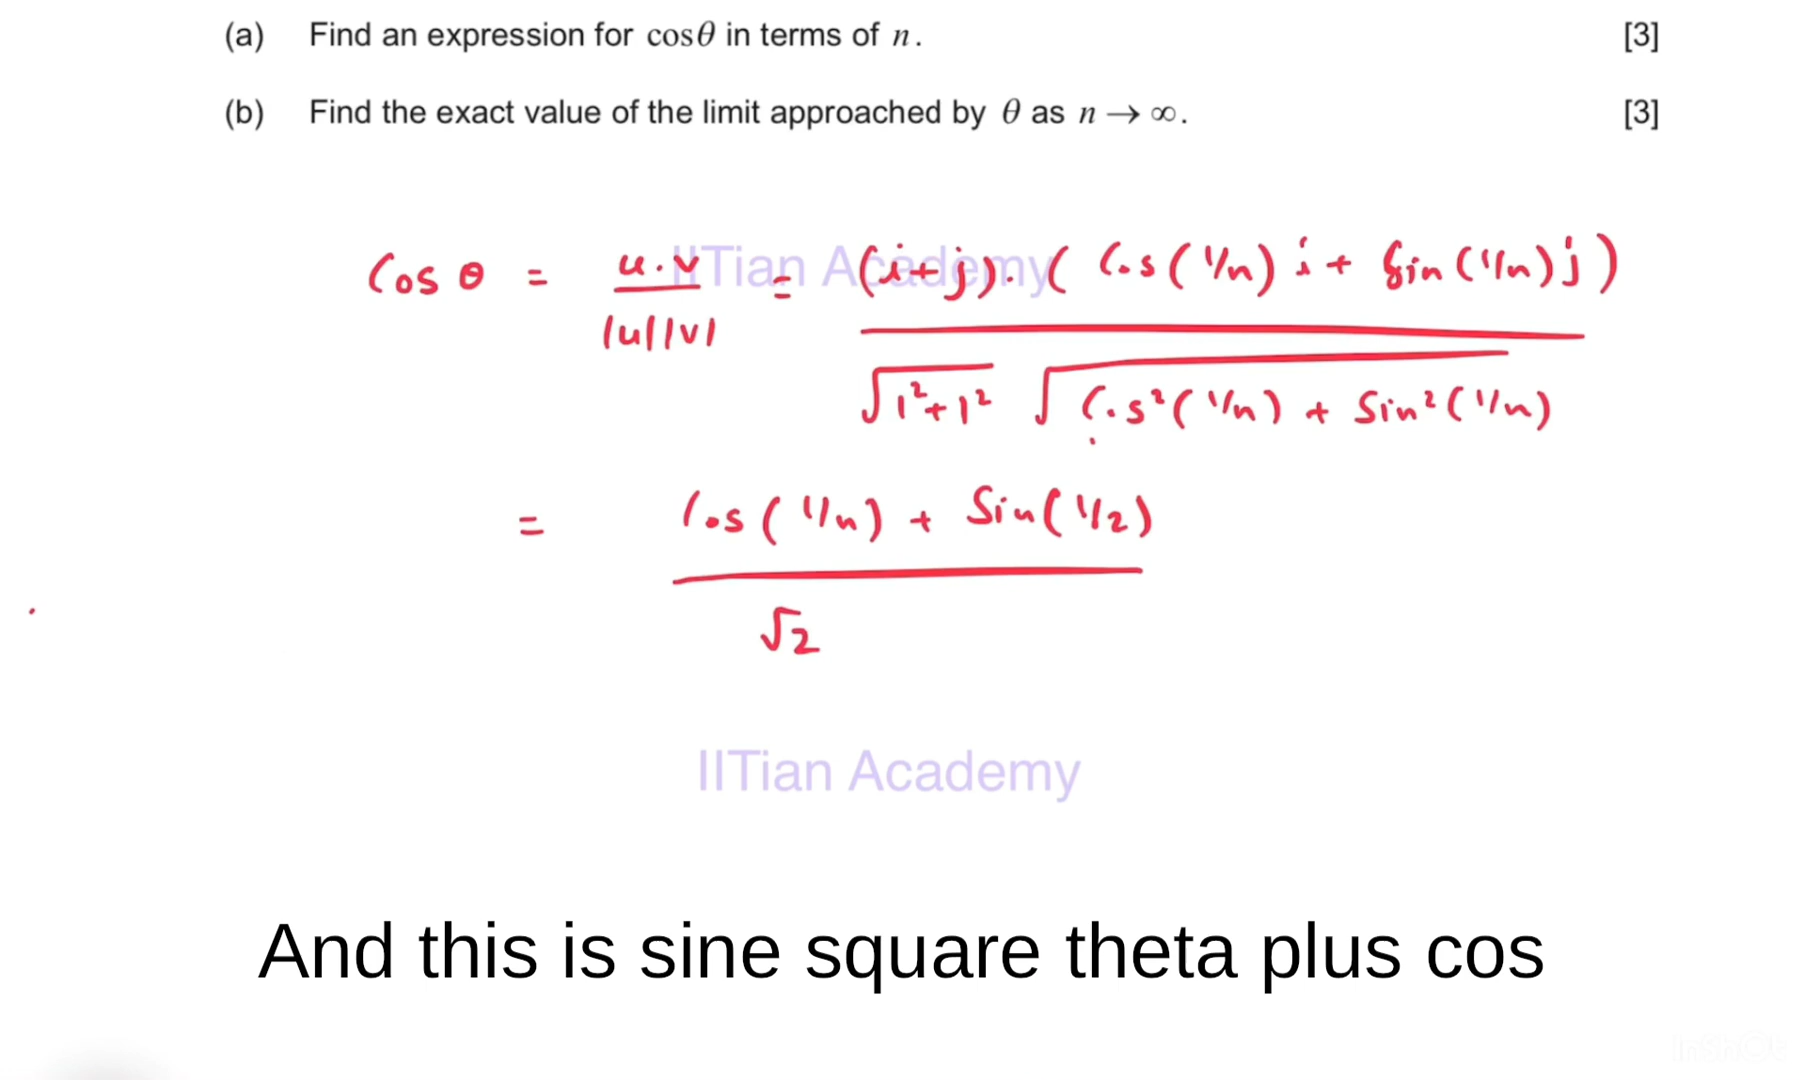 (a) Find an expression for cosθ in terms of n. [3]
(b) Find the exact value of the limit approached by θ as n → ∞. [3]
Cos θ = u.v / |u||v| = (i+j).( Cos(1/n) i + Sin(1/n) j ) / √1²+1² √Cos²(1/n) + Sin²(1/n)
IITian Academy
= Cos(1/n) + Sin(1/2) / √2
IITian Academy
And this is sine square theta plus cos
InShOt